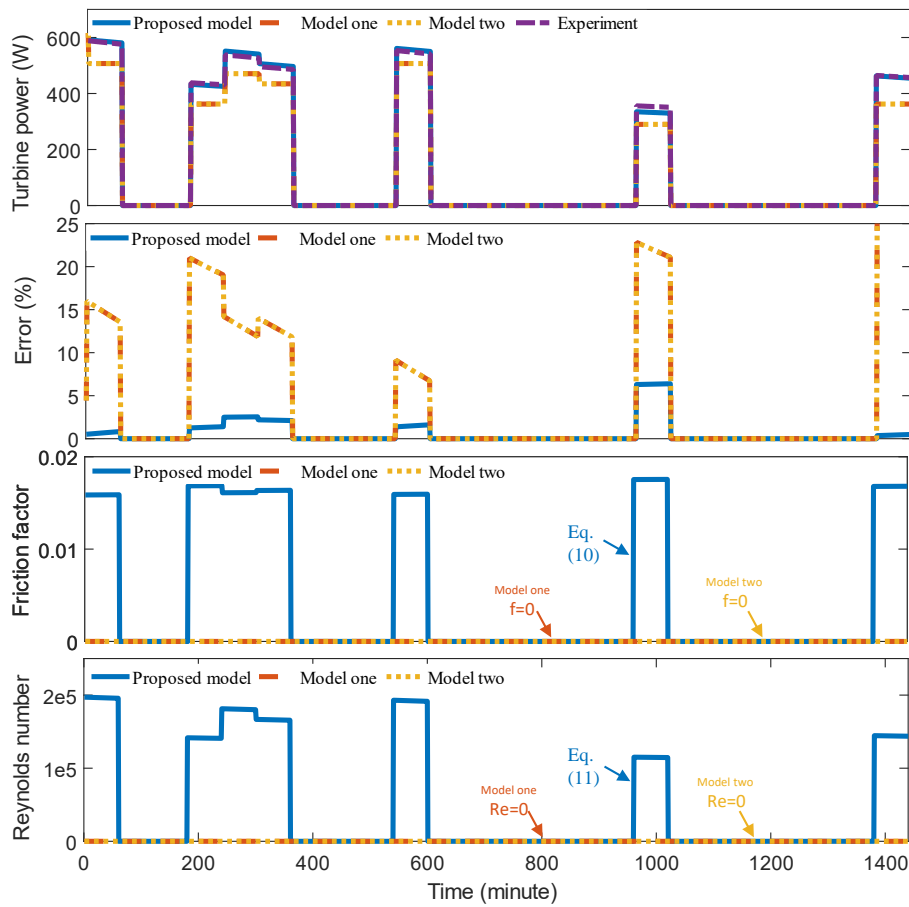 Proposed model Model one Model two Experiment
Turbine power (W)
600
400
200
0
Proposed model Model one Model two
Error (%)
25
20
15
10
5
0
Proposed model Model one Model two
Friction factor
0.02
0.01
0
Eq.
(10)
Model one
f=0
Model two
f=0
Proposed model Model one Model two
Reynolds number
2e5
1e5
0
Eq.
(11)
Model one
Re=0
Model two
Re=0
0 200 400 600 800 1000 1200 1400
Time (minute)